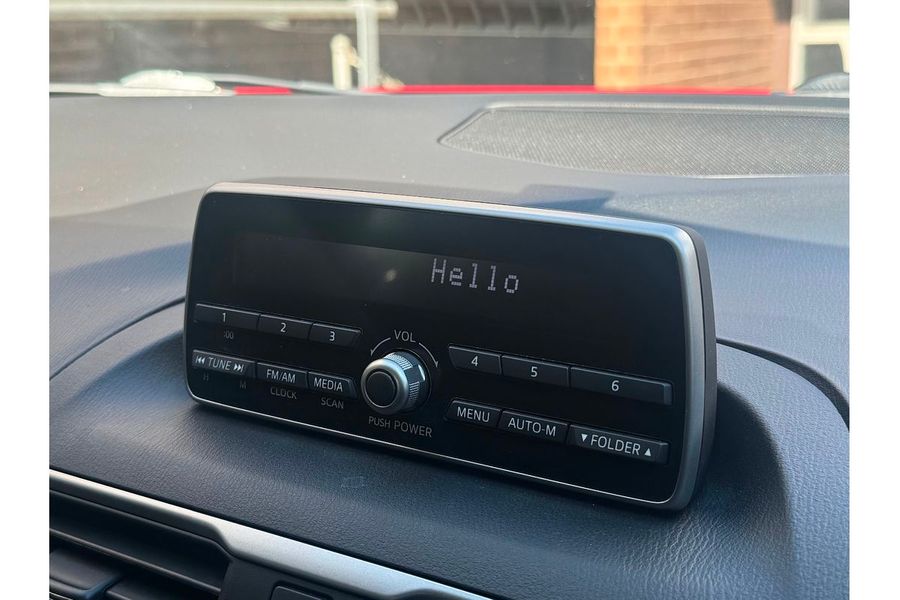 Hello
1
2
3
:00
VOL
4
5
6
⏮ TUNE ⏭
FM/AM
MEDIA
H
M
CLOCK
SCAN
PUSH POWER
MENU
AUTO-M
▼ FOLDER ▲